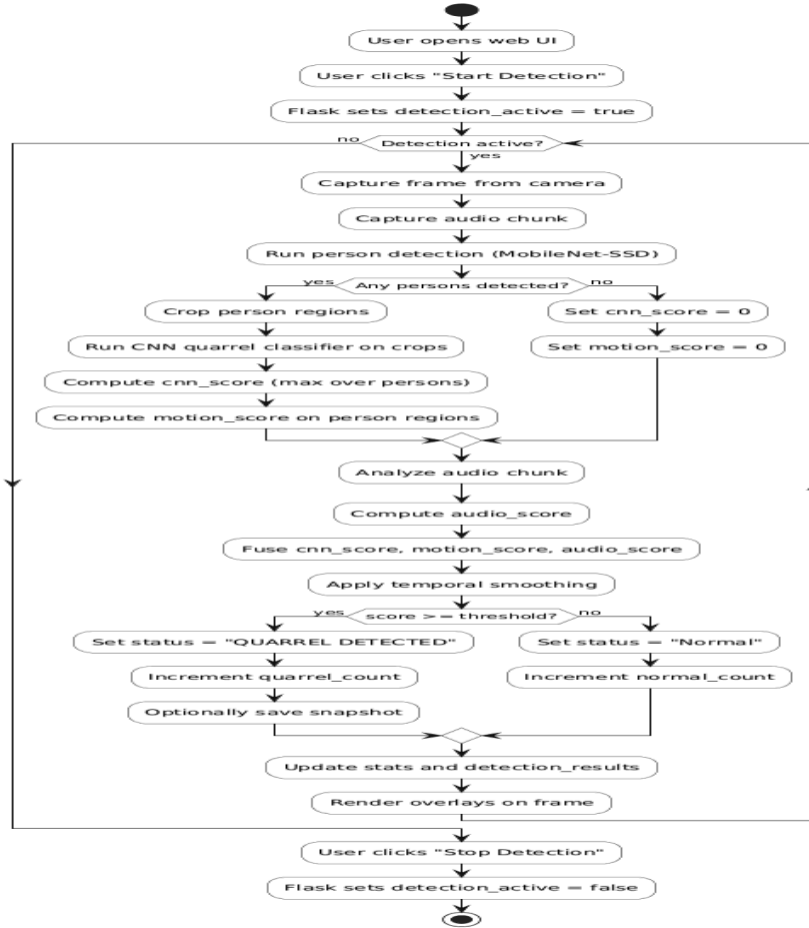 User opens web UI
User clicks "Start Detection"
Flask sets detection_active = true
no
Detection active?
yes
Capture frame from camera
Capture audio chunk
Run person detection (MobileNet-SSD)
yes
Any persons detected?
no
Crop person regions
Set cnn_score = 0
Run CNN quarrel classifier on crops
Set motion_score = 0
Compute cnn_score (max over persons)
Compute motion_score on person regions
Analyze audio chunk
Compute audio_score
Fuse cnn_score, motion_score, audio_score
Apply temporal smoothing
yes
score >= threshold?
no
Set status = "QUARREL DETECTED"
Set status = "Normal"
Increment quarrel_count
Increment normal_count
Optionally save snapshot
Update stats and detection_results
Render overlays on frame
User clicks "Stop Detection"
Flask sets detection_active = false